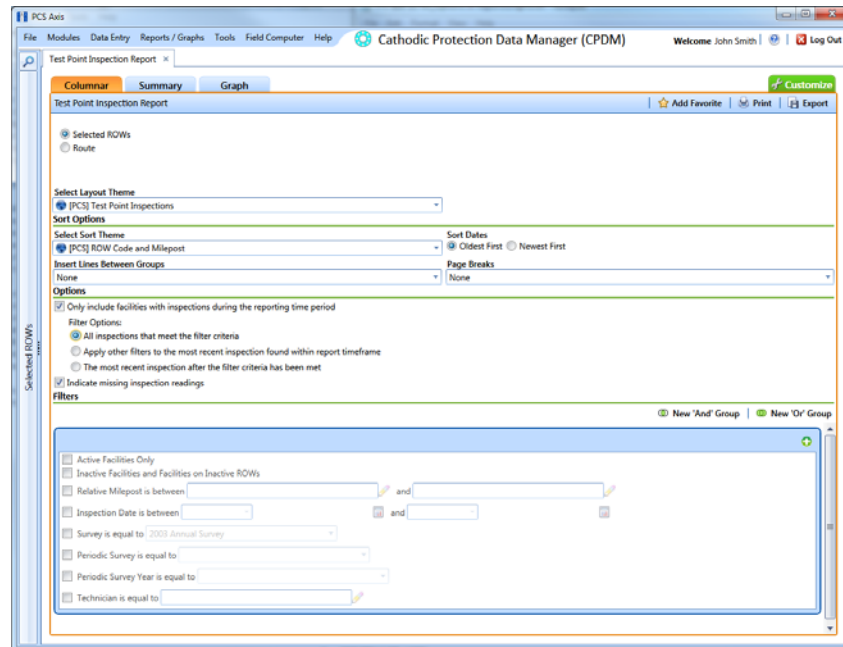 PCS Axis
File Modules Data Entry Reports / Graphs Tools Field Computer Help Cathodic Protection Data Manager (CPDM) Welcome John Smith Log Out
Test Point Inspection Report ×
Columnar Summary Graph Customize
Test Point Inspection Report Add Favorite Print Export
Selected ROWs
Route
Select Layout Theme
[PCS] Test Point Inspections
Sort Options
Select Sort Theme Sort Dates
[PCS] ROW Code and Milepost Oldest First Newest First
Insert Lines Between Groups Page Breaks
None None
Options
Only include facilities with inspections during the reporting time period
Filter Options:
All inspections that meet the filter criteria
Apply other filters to the most recent inspection found within report timeframe
The most recent inspection after the filter criteria has been met
Indicate missing inspection readings
Selected ROWs
Filters
New 'And' Group New 'Or' Group
Active Facilities Only
Inactive Facilities and Facilities on Inactive ROWs
Relative Milepost is between and
Inspection Date is between and
Survey is equal to 2003 Annual Survey
Periodic Survey is equal to
Periodic Survey Year is equal to
Technician is equal to